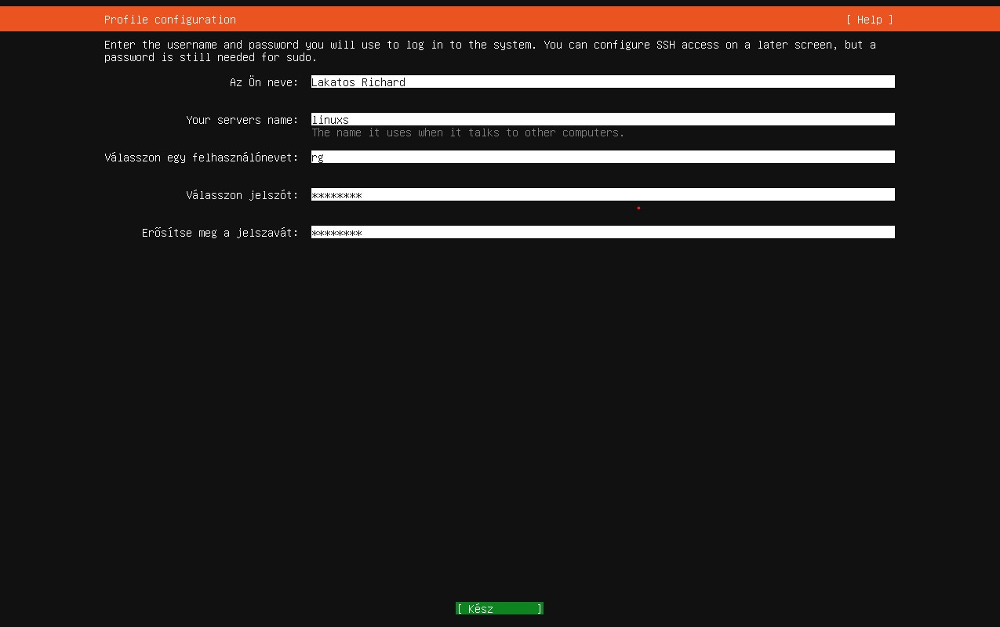 Profile configuration [ Help ]
Enter the username and password you will use to log in to the system. You can configure SSH access on a later screen, but a
password is still needed for sudo.
Az Ön neve: Lakatos Richard
Your servers name: linuxs
The name it uses when it talks to other computers.
Válasszon egy felhasználónevet: rg
Válasszon jelszót: ********
Erősítse meg a jelszavát: ********
[ Kész ]